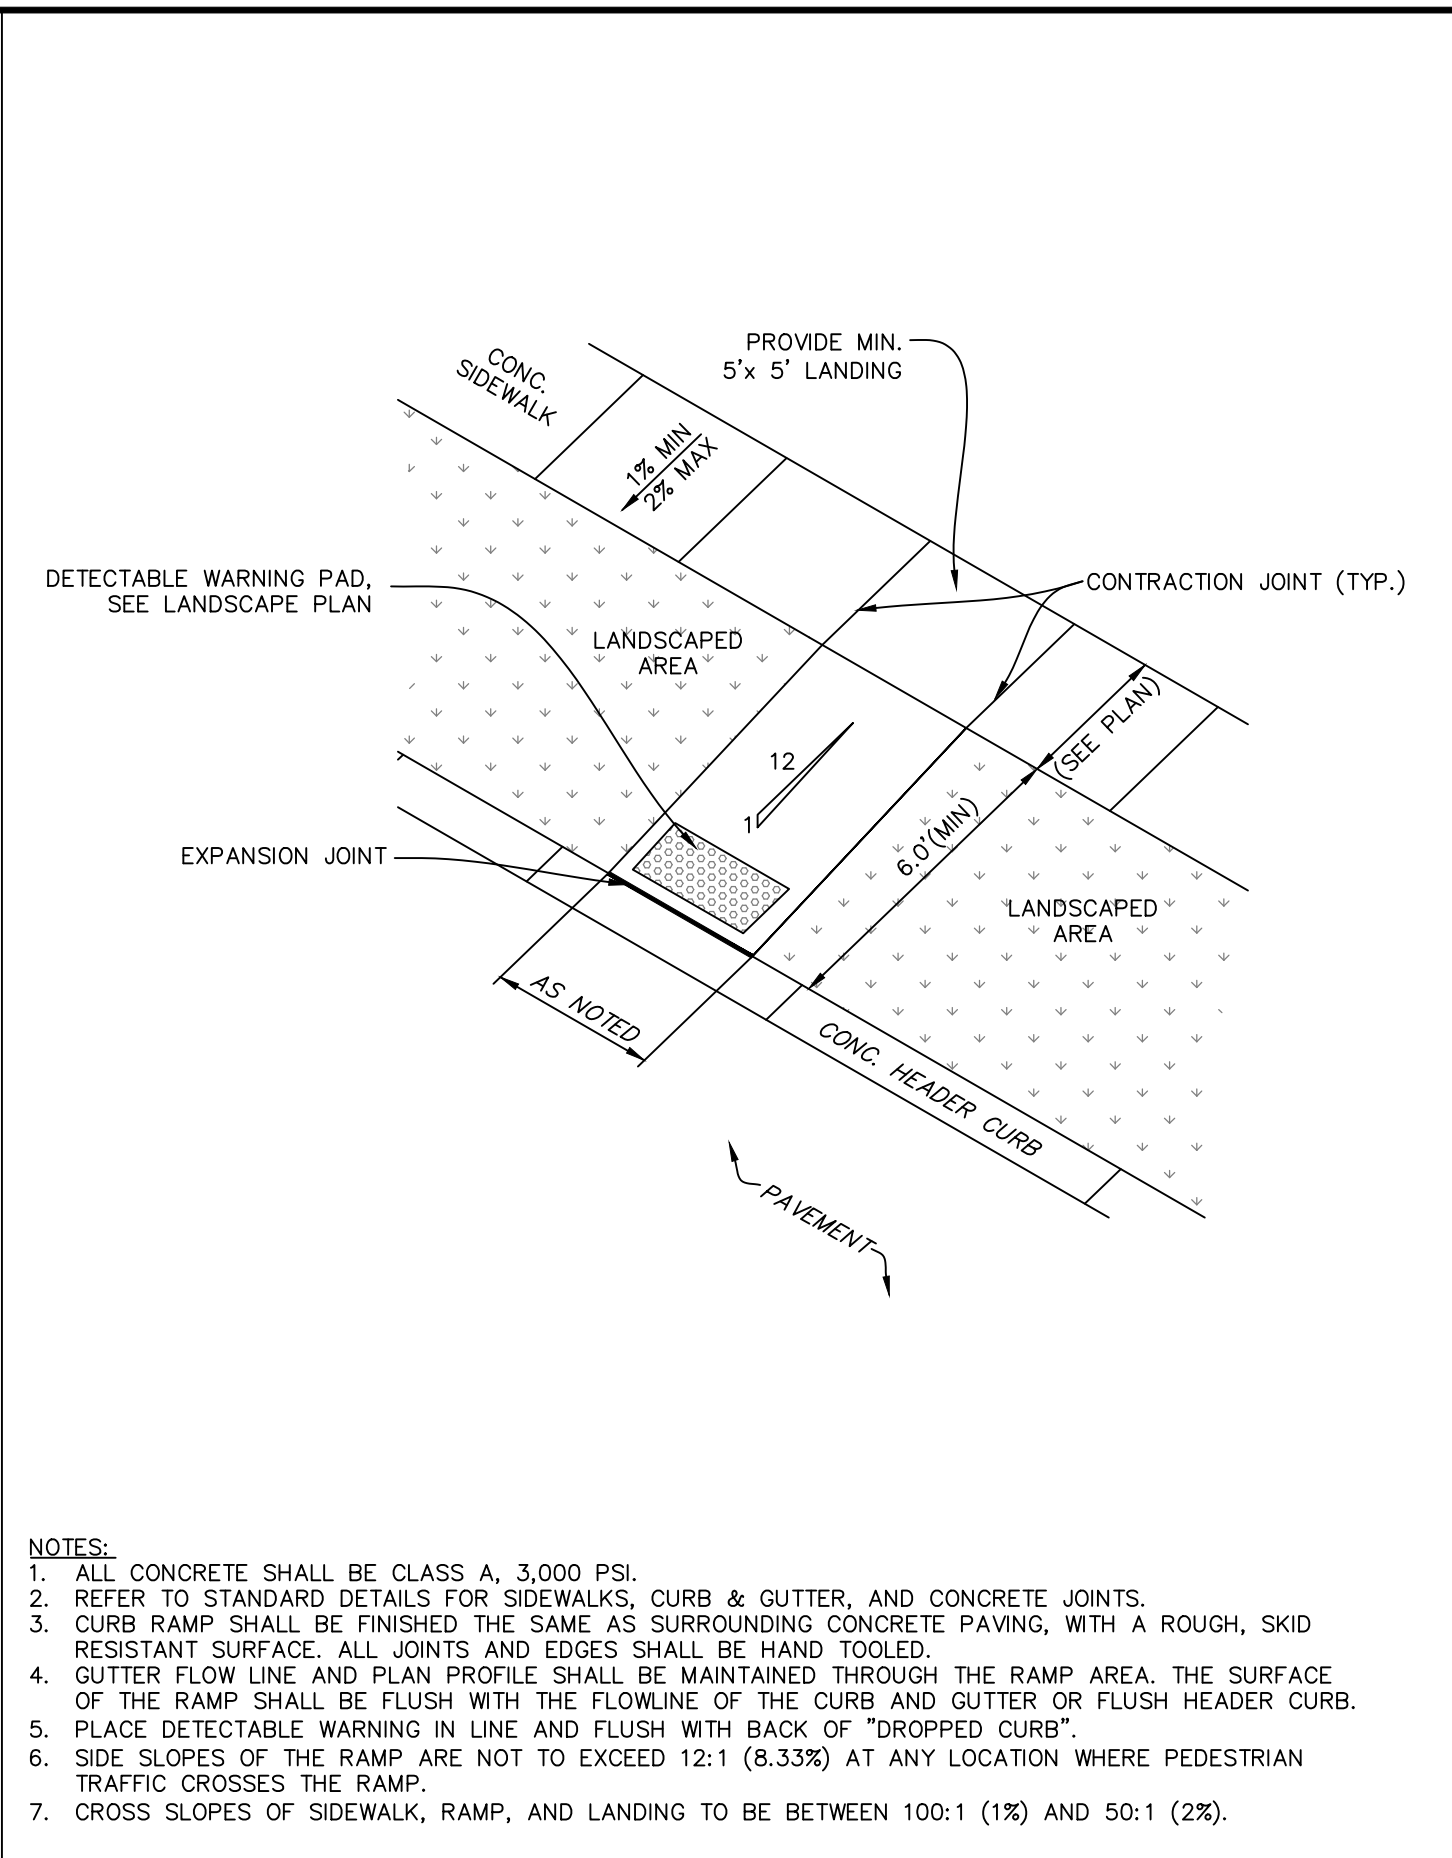 PROVIDE MIN.
5'x 5' LANDING
CONC.
SIDEWALK
1% MIN
2% MAX
DETECTABLE WARNING PAD,
SEE LANDSCAPE PLAN
CONTRACTION JOINT (TYP.)
LANDSCAPED
AREA
(SEE PLAN)
12
1
6.0'(MIN)
EXPANSION JOINT
LANDSCAPED
AREA
AS NOTED
CONC. HEADER CURB
PAVEMENT
NOTES:
1. ALL CONCRETE SHALL BE CLASS A, 3,000 PSI.
2. REFER TO STANDARD DETAILS FOR SIDEWALKS, CURB & GUTTER, AND CONCRETE JOINTS.
3. CURB RAMP SHALL BE FINISHED THE SAME AS SURROUNDING CONCRETE PAVING, WITH A ROUGH, SKID
RESISTANT SURFACE. ALL JOINTS AND EDGES SHALL BE HAND TOOLED.
4. GUTTER FLOW LINE AND PLAN PROFILE SHALL BE MAINTAINED THROUGH THE RAMP AREA. THE SURFACE
OF THE RAMP SHALL BE FLUSH WITH THE FLOWLINE OF THE CURB AND GUTTER OR FLUSH HEADER CURB.
5. PLACE DETECTABLE WARNING IN LINE AND FLUSH WITH BACK OF "DROPPED CURB".
6. SIDE SLOPES OF THE RAMP ARE NOT TO EXCEED 12:1 (8.33%) AT ANY LOCATION WHERE PEDESTRIAN
TRAFFIC CROSSES THE RAMP.
7. CROSS SLOPES OF SIDEWALK, RAMP, AND LANDING TO BE BETWEEN 100:1 (1%) AND 50:1 (2%).